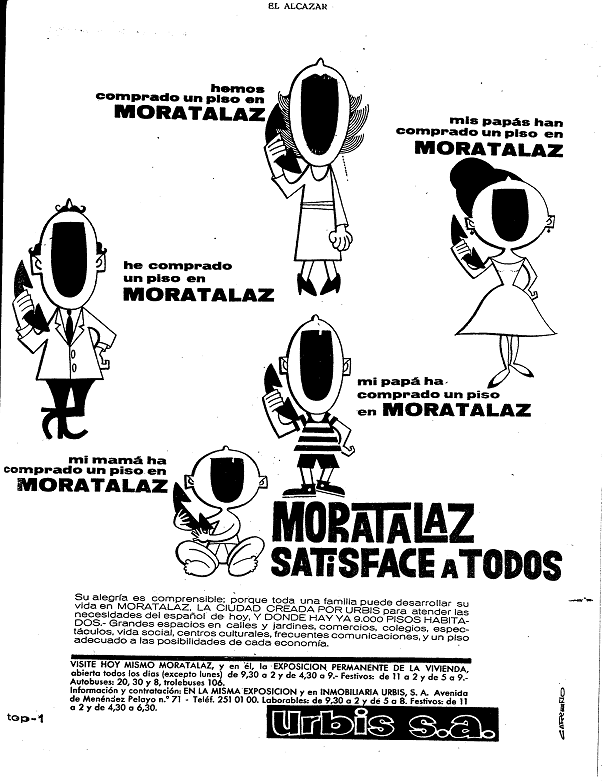 EL ALCAZAR
hemos
comprado un piso en
MORATALAZ
mis papás han
comprado un piso en
MORATALAZ
he comprado
un piso en
MORATALAZ
mi papá ha
comprado un piso
en MORATALAZ
mi mamá ha
comprado un piso en
MORATALAZ
MORATALAZ
SATiSFACE A TODOS
Su alegría es comprensible; porque toda una familia puede desarrollar su
vida en MORATALAZ, LA CIUDAD CREADA POR URBIS para atender las
necesidades del español de hoy, Y DONDE HAY YA 9.000 PISOS HABITA-
DOS.- Grandes espacios en calles y jardines, comercios, colegios, espec-
táculos, vida social, centros culturales, frecuentes comunicaciones, y un piso
adecuado a las posibilidades de cada economía.
VISITE HOY MISMO MORATALAZ, y en él, la EXPOSICION PERMANENTE DE LA VIVIENDA,
abierta todos los días (excepto lunes) de 9,30 a 2 y de 4,30 a 9.- Festivos: de 11 a 2 y de 5 a 9.-
Autobuses: 20, 30 y 8, trolebuses 106.
Información y contratación: EN LA MISMA EXPOSICION y en INMOBILIARIA URBIS, S. A. Avenida
de Menéndez Pelayo n.º 71 - Teléf. 251 01 00. Laborables: de 9,30 a 2 y de 5 a 8. Festivos: de 11
a 2 y de 4,30 a 6,30.
top-1
urbis s.a.